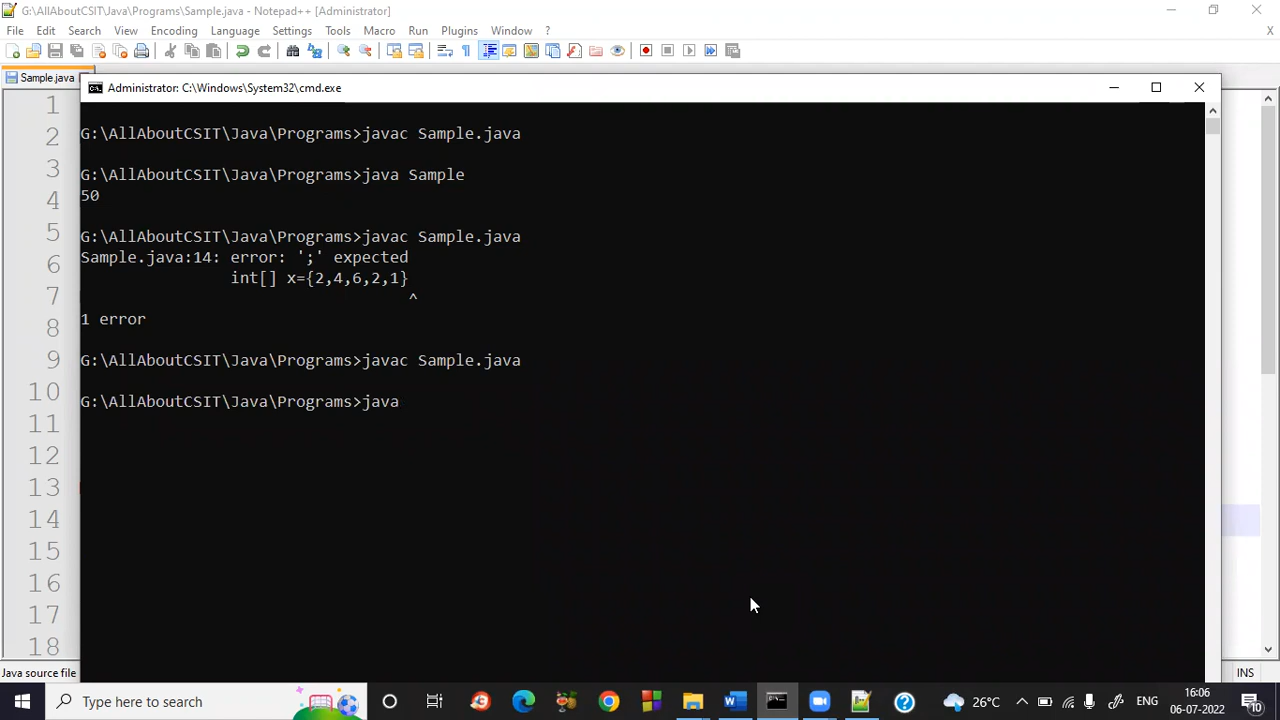 G:\AllAboutCSIT\Java\Programs\Sample.java - Notepad++ [Administrator]
File Edit Search View Encoding Language Settings Tools Macro Run Plugins Window ? X
Sample.java
Administrator: C:\Windows\System32\cmd.exe
1
2
3
4
5
6
7
8
9
10
11
12
13
14
15
16
17
18
G:\AllAboutCSIT\Java\Programs>javac Sample.java
G:\AllAboutCSIT\Java\Programs>java Sample
50
G:\AllAboutCSIT\Java\Programs>javac Sample.java
Sample.java:14: error: ';' expected
int[] x={2,4,6,2,1}
^
1 error
G:\AllAboutCSIT\Java\Programs>javac Sample.java
G:\AllAboutCSIT\Java\Programs>java
Java source file
INS
Type here to search
26°C
ENG
16:06
06-07-2022
10